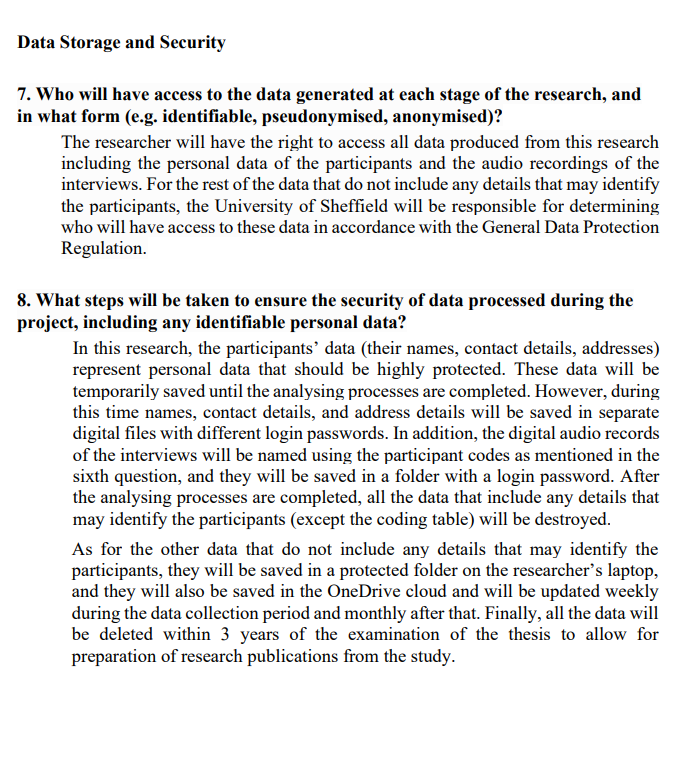 Data Storage and Security
7. Who will have access to the data generated at each stage of the research, and
in what form (e.g. identifiable, pseudonymised, anonymised)?
The researcher will have the right to access all data produced from this research
including the personal data of the participants and the audio recordings of the
interviews. For the rest of the data that do not include any details that may identify
the participants, the University of Sheffield will be responsible for determining
who will have access to these data in accordance with the General Data Protection
Regulation.
8. What steps will be taken to ensure the security of data processed during the
project, including any identifiable personal data?
In this research, the participants’ data (their names, contact details, addresses)
represent personal data that should be highly protected. These data will be
temporarily saved until the analysing processes are completed. However, during
this time names, contact details, and address details will be saved in separate
digital files with different login passwords. In addition, the digital audio records
of the interviews will be named using the participant codes as mentioned in the
sixth question, and they will be saved in a folder with a login password. After
the analysing processes are completed, all the data that include any details that
may identify the participants (except the coding table) will be destroyed.
As for the other data that do not include any details that may identify the
participants, they will be saved in a protected folder on the researcher’s laptop,
and they will also be saved in the OneDrive cloud and will be updated weekly
during the data collection period and monthly after that. Finally, all the data will
be deleted within 3 years of the examination of the thesis to allow for
preparation of research publications from the study.